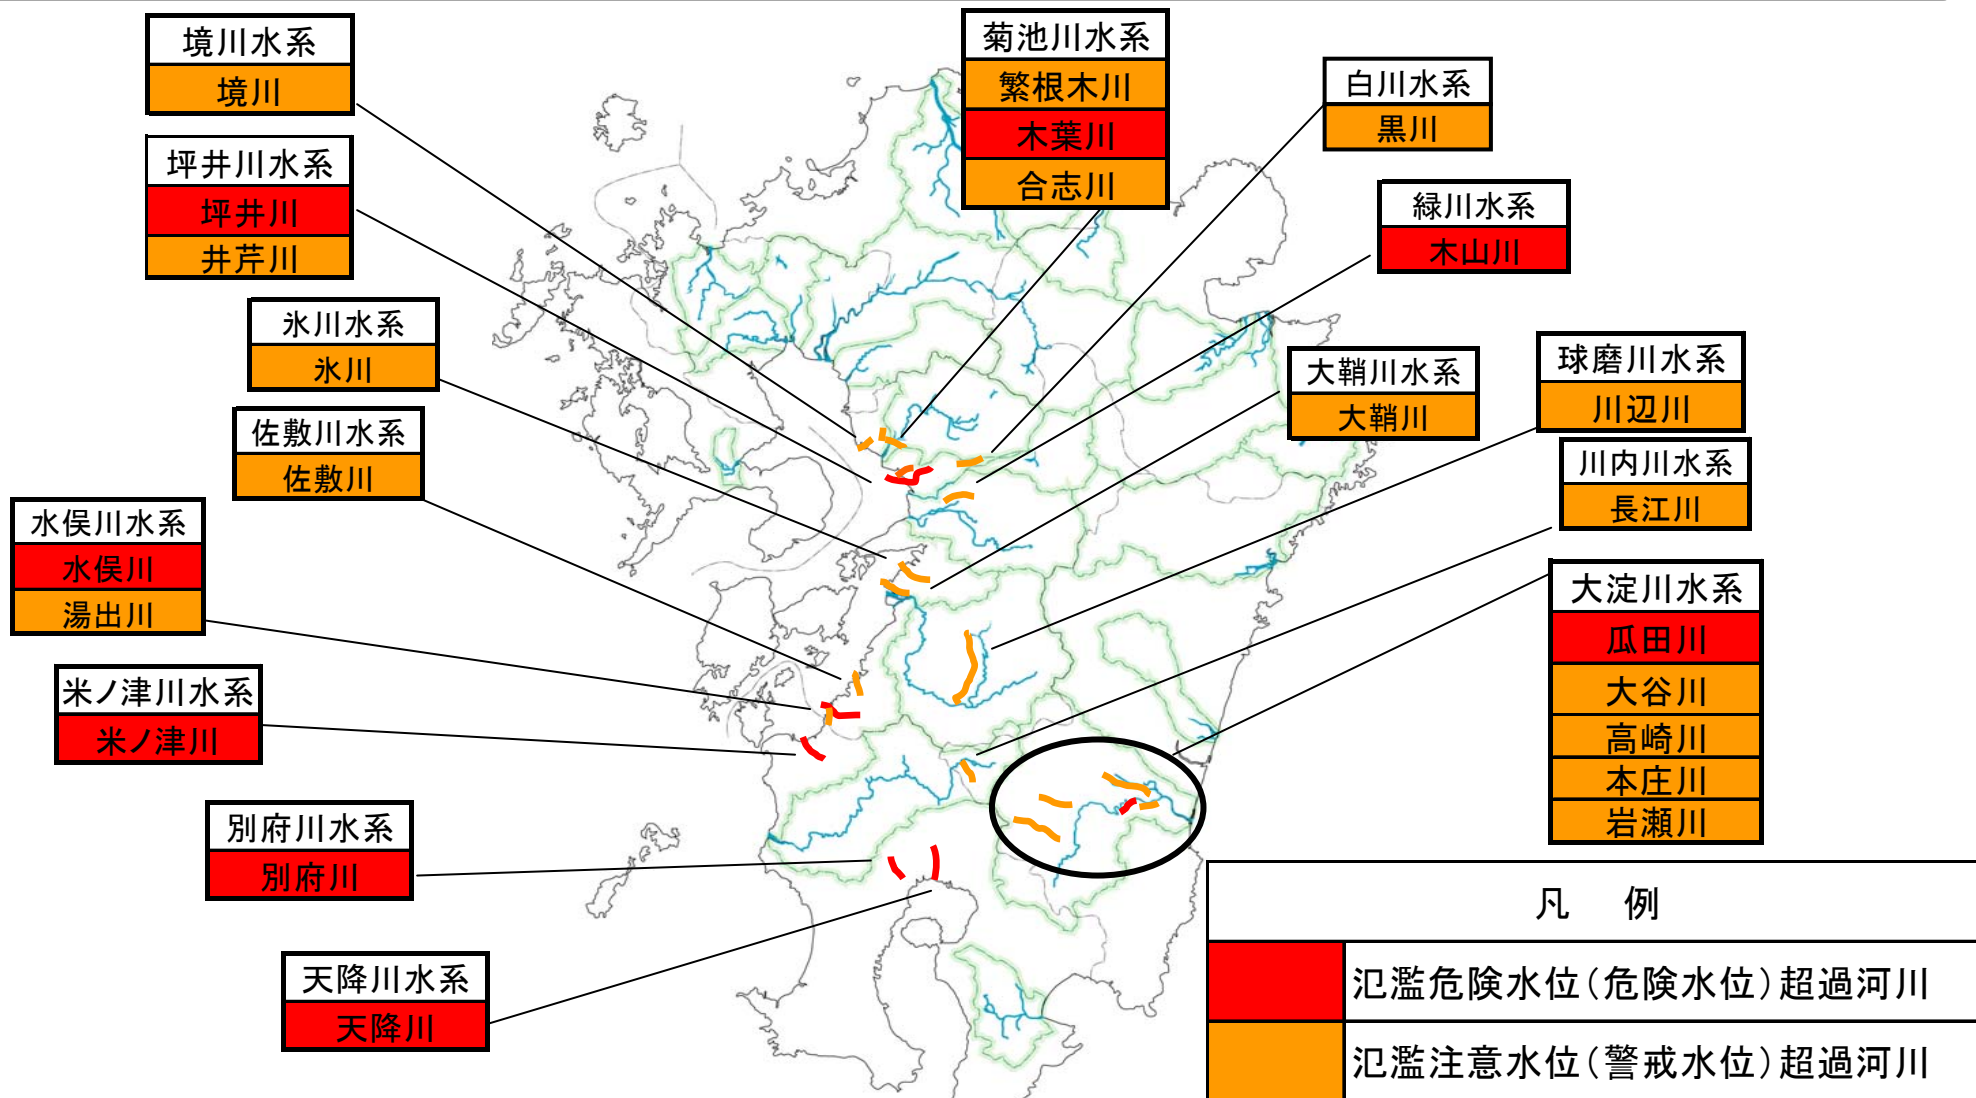 境川水系
境川
坪井川水系
坪井川
井芹川
氷川水系
氷川
佐敷川水系
佐敷川
水俣川水系
水俣川
湯出川
米ノ津川水系
米ノ津川
別府川水系
別府川
天降川水系
天降川
菊池川水系
繁根木川
木葉川
合志川
白川水系
黒川
緑川水系
木山川
大鞘川水系
大鞘川
球磨川水系
川辺川
川内川水系
長江川
大淀川水系
瓜田川
大谷川
高崎川
本庄川
岩瀬川
凡 例
氾濫危険水位(危険水位)超過河川
氾濫注意水位(警戒水位)超過河川